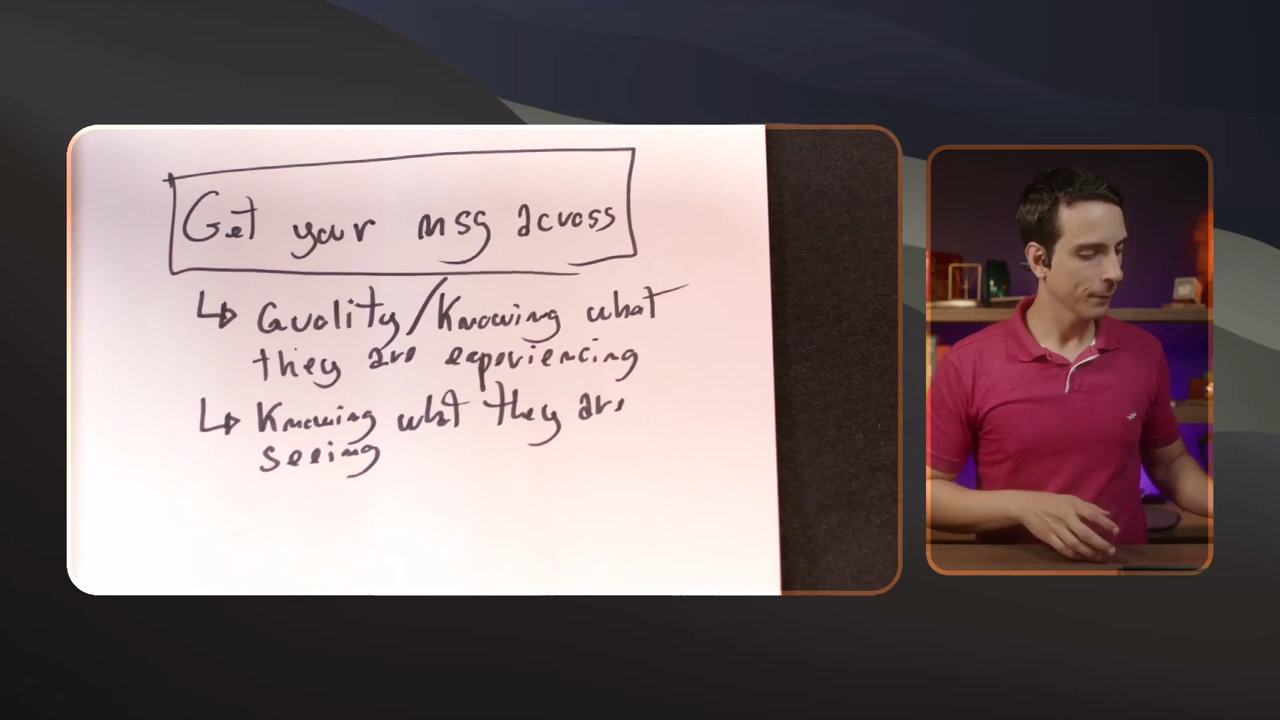 Get your msg across
↳ Quality/Knowing what
they are experiencing
↳ Knowing what they are
seeing